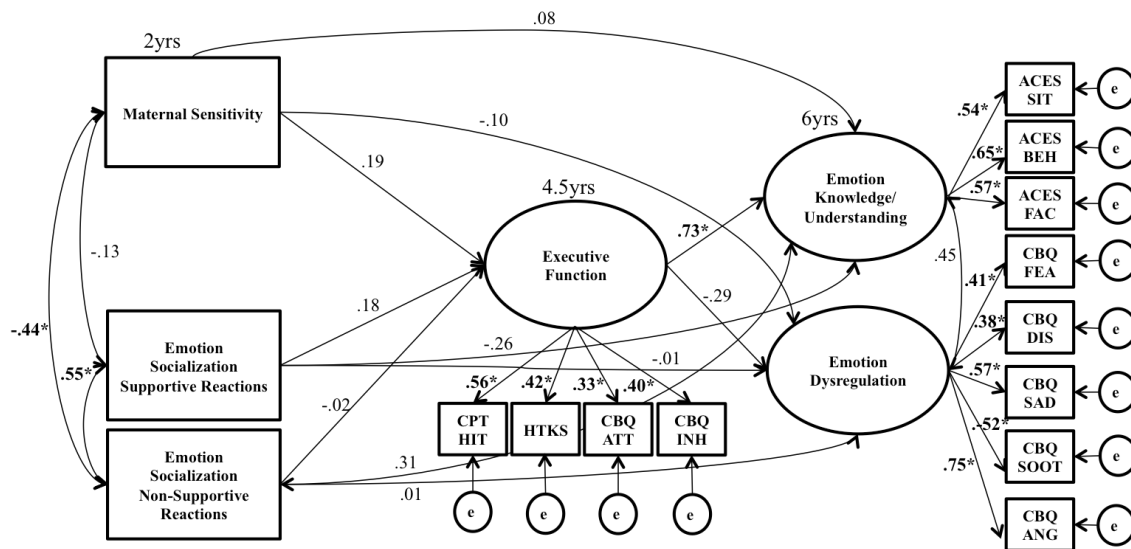 .08
2yrs
Maternal Sensitivity
-.10
6yrs
ACES
SIT
e
.54*
.19
Emotion
Knowledge/
Understanding
.65*
ACES
BEH
e
4.5yrs
.57*
ACES
FAC
e
Executive
Function
.73*
-.13
.45
CBQ
FEA
e
.41*
.18
-.29
-.44*
Emotion
Socialization
Supportive Reactions
-.26
-.01
.38*
CBQ
DIS
e
.55*
Emotion
Dysregulation
.57*
CBQ
SAD
e
-.02
.56*
.42*
.33*
.40*
CPT
HIT
HTKS
CBQ
ATT
CBQ
INH
.-52*
CBQ
SOOT
e
Emotion
Socialization
Non-Supportive
Reactions
.31
.01
.75*
e
e
e
e
CBQ
ANG
e